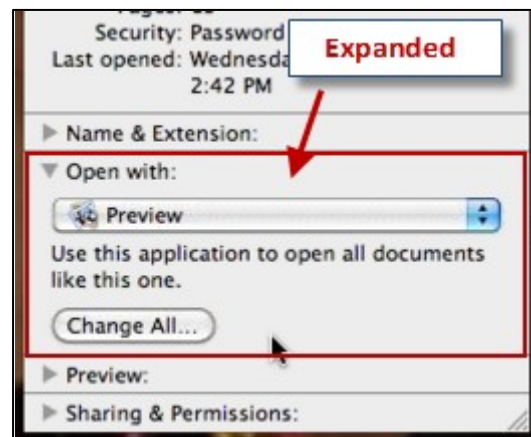 Security: Password
Expanded
Last opened: Wednesda
2:42 PM
Name & Extension:
Open with:
Preview
Use this application to open all documents
like this one.
Change All...
Preview:
Sharing & Permissions: